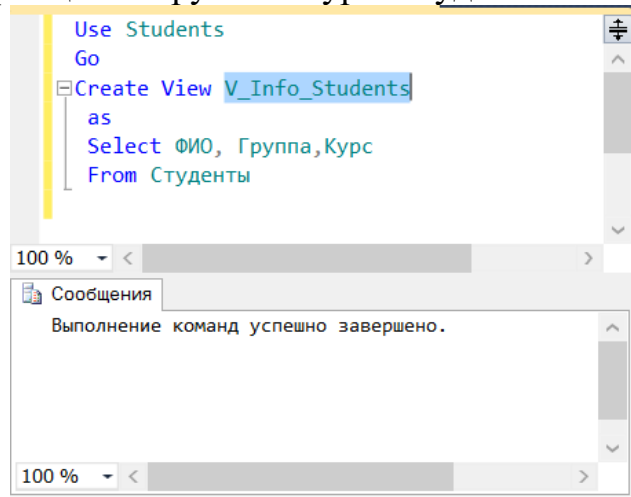 Use Students
Go
Create View V_Info_Students
as
Select ФИО, Группа,Курс
From Студенты
100 %
Сообщения
Выполнение команд успешно завершено.
100 %